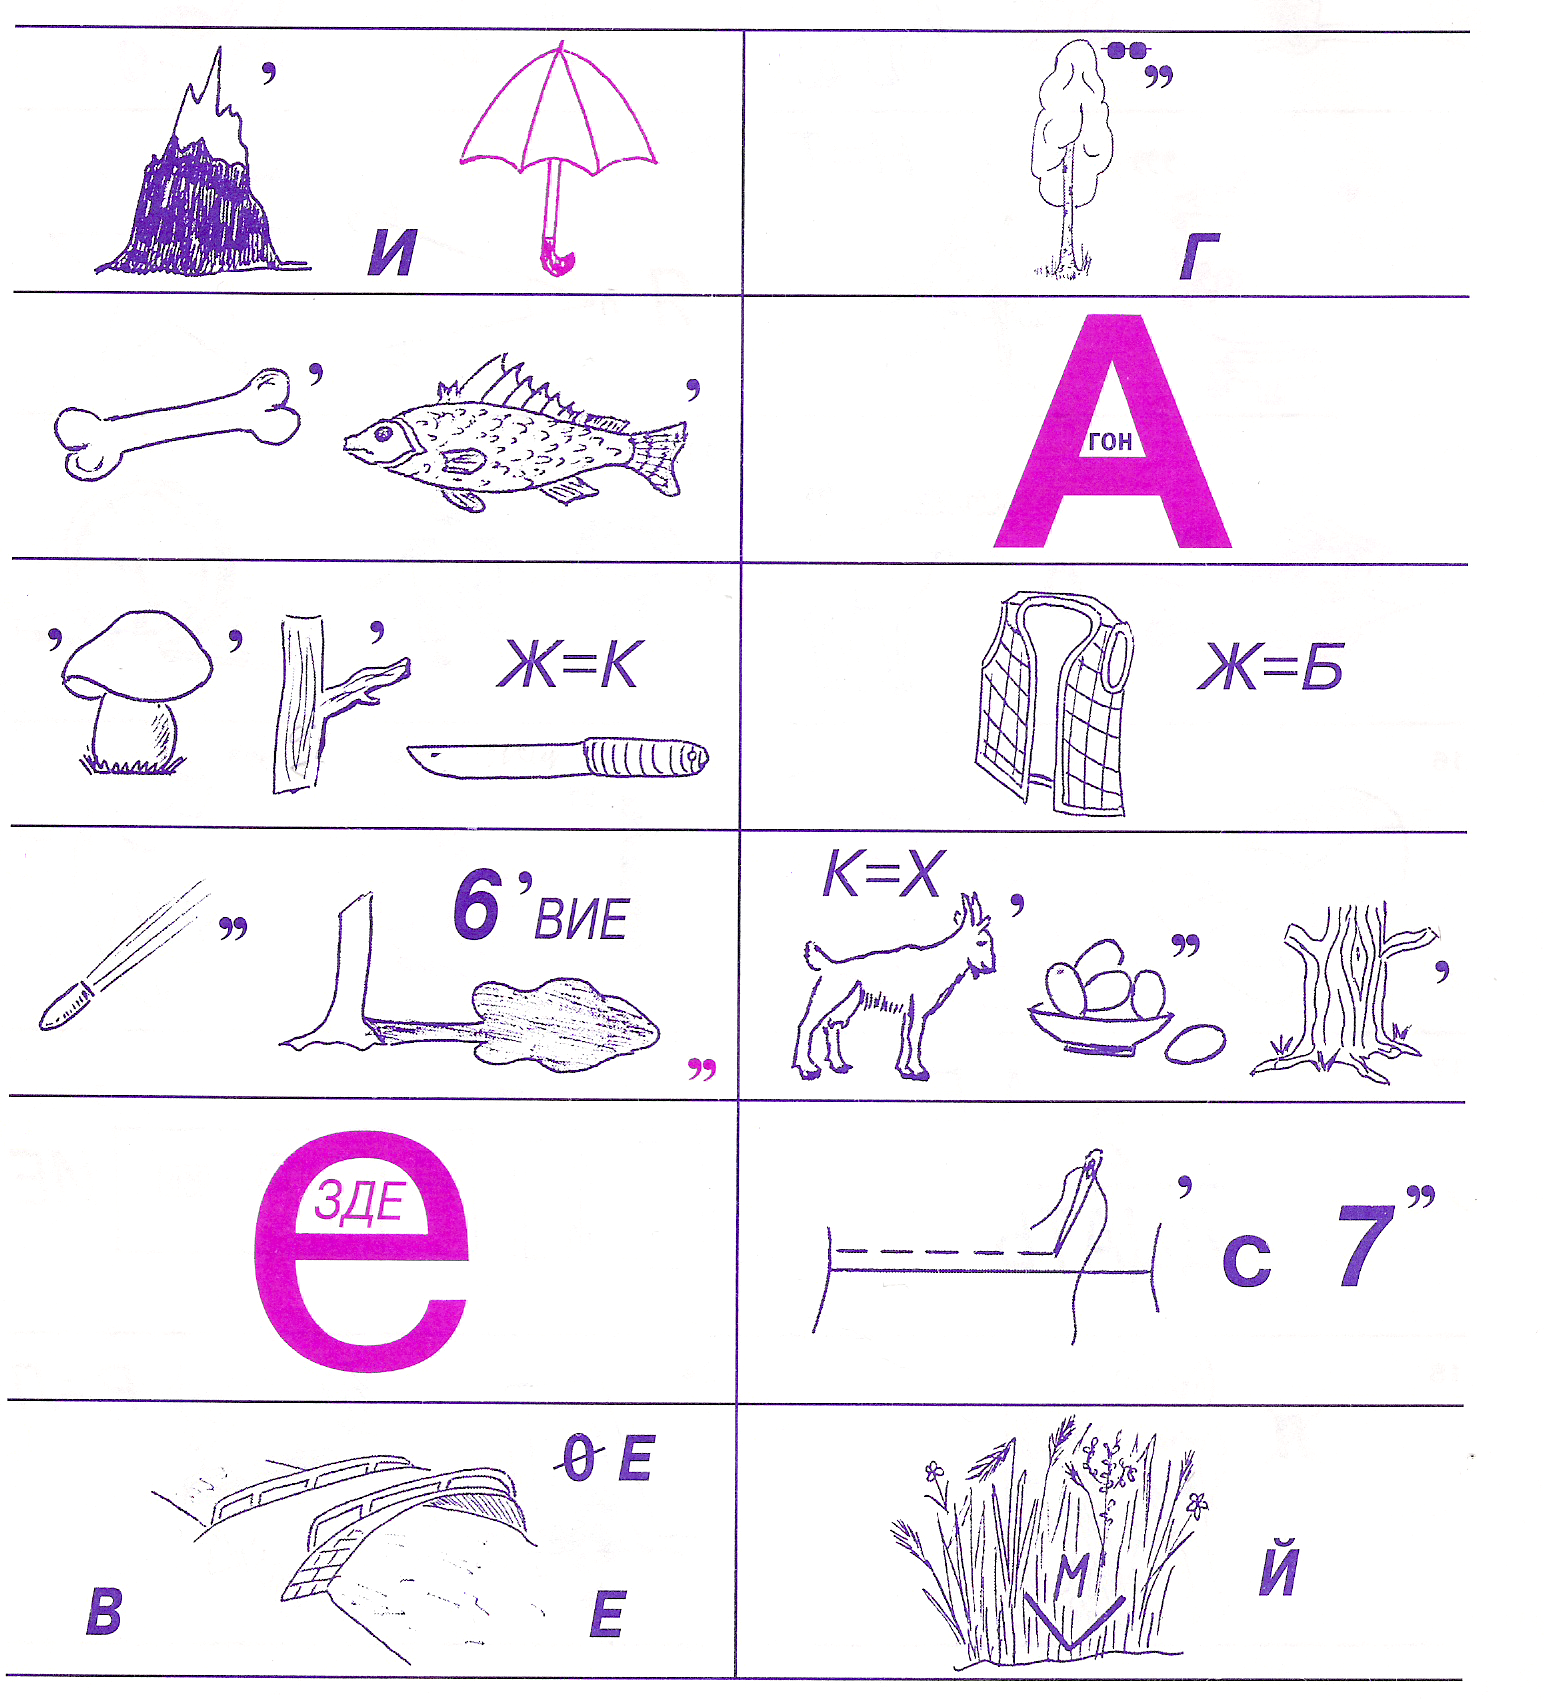 ’
И
”
Г
’ ’
А
ГОН
’ ’ ’
Ж=К
Ж=Б
” 6 ’ ВИЕ
”
К=Х
’ ” ’
е
ЗДЕ
’ с 7 ”
0 Е
В Е
М
Й